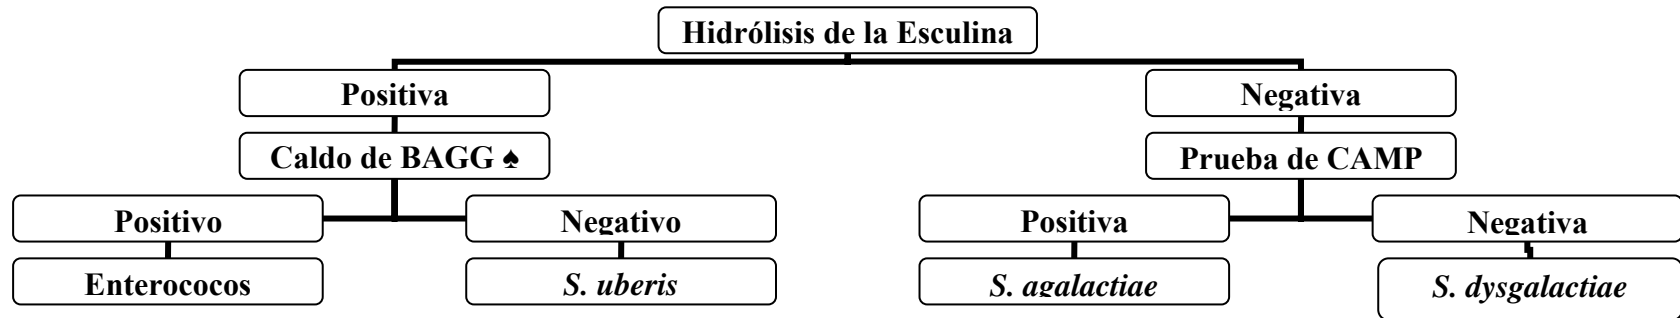 Hidrólisis de la Esculina
Positiva
Negativa
Caldo de BAGG ♠
Prueba de CAMP
Positivo
Negativo
Positiva
Negativa
Enterococos
S. uberis
S. agalactiae
S. dysgalactiae